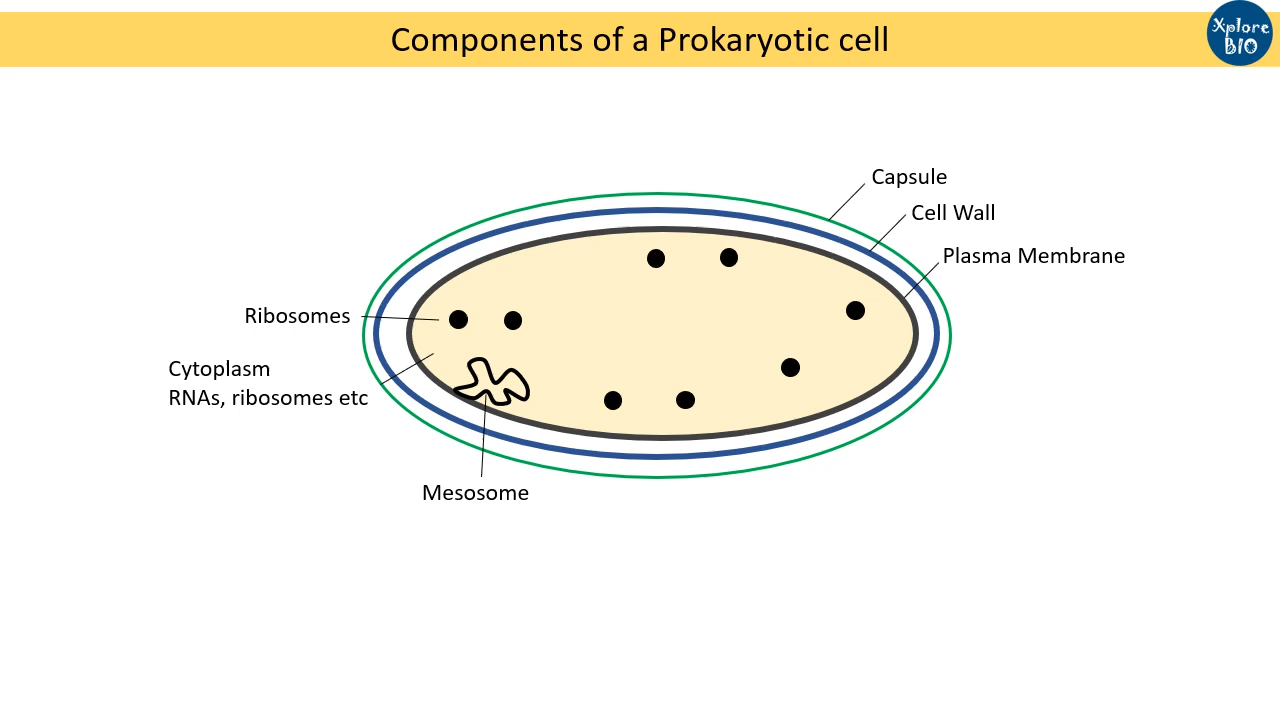 Components of a Prokaryotic cell
Xplore
BIO
Capsule
Cell Wall
Plasma Membrane
Ribosomes
Cytoplasm
RNAs, ribosomes etc
Mesosome